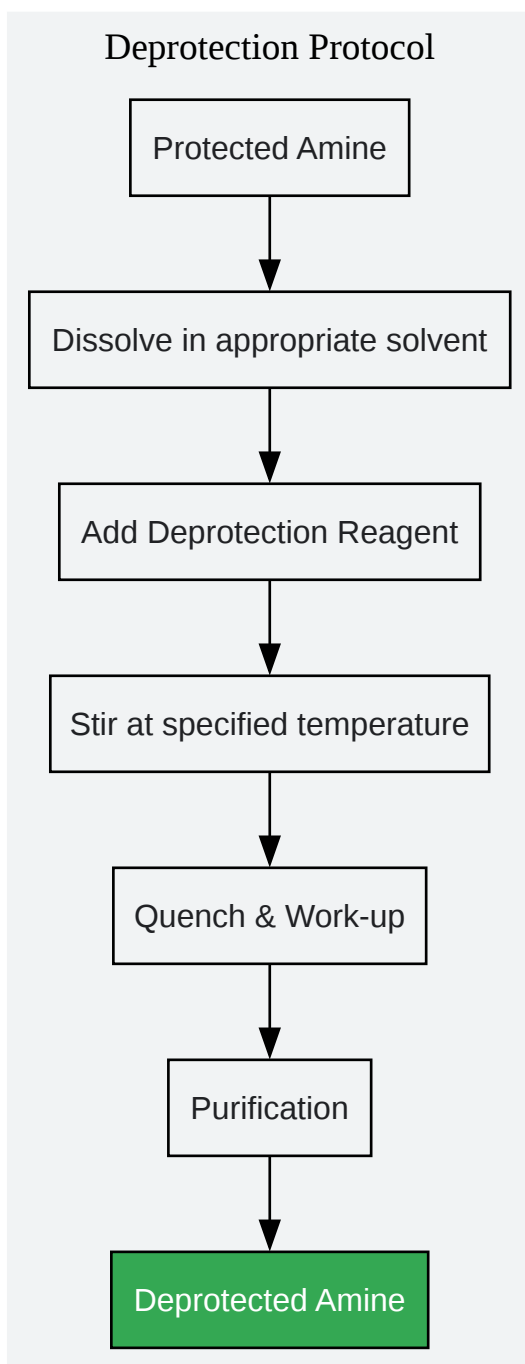 Deprotection Protocol
Protected Amine
Dissolve in appropriate solvent
Add Deprotection Reagent
Stir at specified temperature
Quench & Work-up
Purification
Deprotected Amine